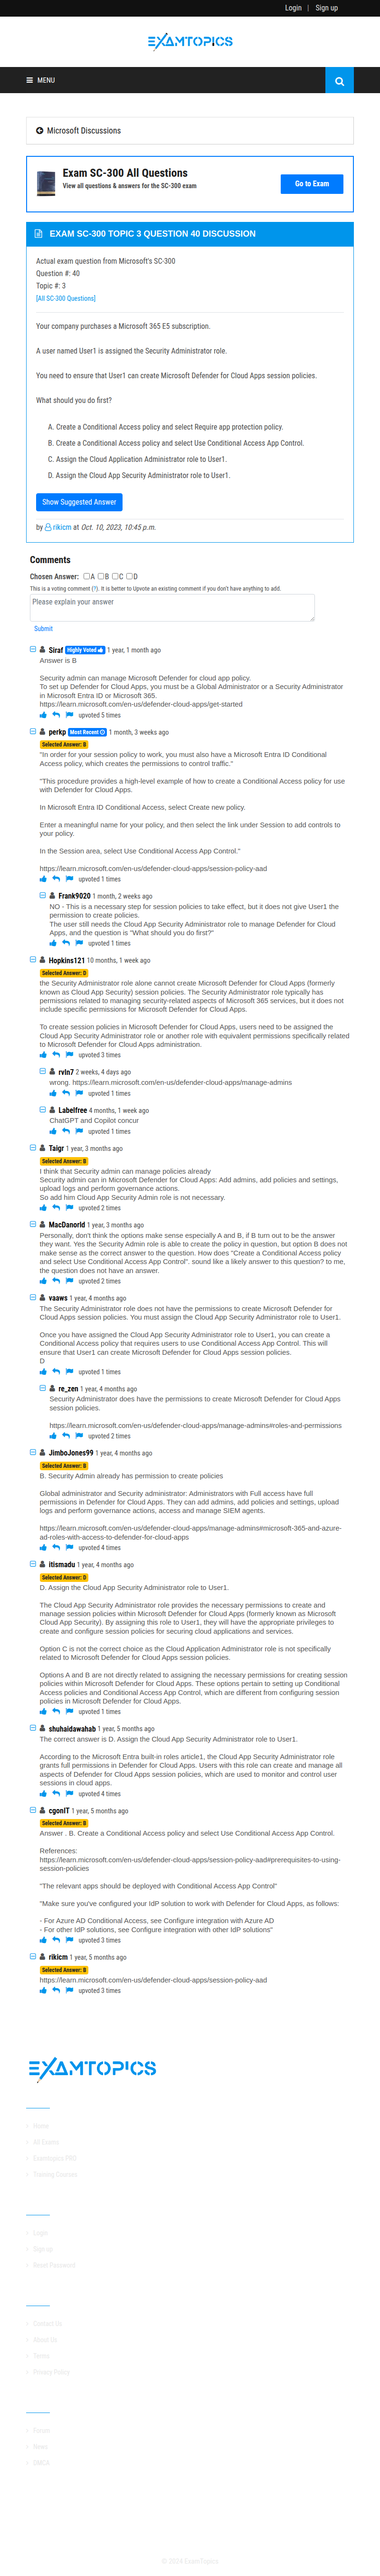 Login | Sign up
EXAMTOPICS
MENU
Microsoft Discussions
Exam SC-300 All Questions
View all questions & answers for the SC-300 exam
Go to Exam
EXAM SC-300 TOPIC 3 QUESTION 40 DISCUSSION
Actual exam question from Microsoft's SC-300
Question #: 40
Topic #: 3
[All SC-300 Questions]
Your company purchases a Microsoft 365 E5 subscription.
A user named User1 is assigned the Security Administrator role.
You need to ensure that User1 can create Microsoft Defender for Cloud Apps session policies.
What should you do first?
A. Create a Conditional Access policy and select Require app protection policy.
B. Create a Conditional Access policy and select Use Conditional Access App Control.
C. Assign the Cloud Application Administrator role to User1.
D. Assign the Cloud App Security Administrator role to User1.
Show Suggested Answer
by rikicm at Oct. 10, 2023, 10:45 p.m.
Comments
Chosen Answer: A B C D
This is a voting comment (?). It is better to Upvote an existing comment if you don't have anything to add.
Please explain your answer
Submit
Siraf Highly Voted 1 year, 1 month ago
Answer is B
Security admin can manage Microsoft Defender for cloud app policy.
To set up Defender for Cloud Apps, you must be a Global Administrator or a Security Administrator
in Microsoft Entra ID or Microsoft 365.
https://learn.microsoft.com/en-us/defender-cloud-apps/get-started
upvoted 5 times
perkp Most Recent 1 month, 3 weeks ago
Selected Answer: B
"In order for your session policy to work, you must also have a Microsoft Entra ID Conditional
Access policy, which creates the permissions to control traffic."
"This procedure provides a high-level example of how to create a Conditional Access policy for use
with Defender for Cloud Apps.
In Microsoft Entra ID Conditional Access, select Create new policy.
Enter a meaningful name for your policy, and then select the link under Session to add controls to
your policy.
In the Session area, select Use Conditional Access App Control."
https://learn.microsoft.com/en-us/defender-cloud-apps/session-policy-aad
upvoted 1 times
Frank9020 1 month, 2 weeks ago
NO - This is a necessary step for session policies to take effect, but it does not give User1 the
permission to create policies.
The user still needs the Cloud App Security Administrator role to manage Defender for Cloud
Apps, and the question is "What should you do first?"
upvoted 1 times
Hopkins121 10 months, 1 week ago
Selected Answer: D
the Security Administrator role alone cannot create Microsoft Defender for Cloud Apps (formerly
known as Cloud App Security) session policies. The Security Administrator role typically has
permissions related to managing security-related aspects of Microsoft 365 services, but it does not
include specific permissions for Microsoft Defender for Cloud Apps.
To create session policies in Microsoft Defender for Cloud Apps, users need to be assigned the
Cloud App Security Administrator role or another role with equivalent permissions specifically related
to Microsoft Defender for Cloud Apps administration.
upvoted 3 times
rvln7 2 weeks, 4 days ago
wrong. https://learn.microsoft.com/en-us/defender-cloud-apps/manage-admins
upvoted 1 times
Labelfree 4 months, 1 week ago
ChatGPT and Copilot concur
upvoted 1 times
Taigr 1 year, 3 months ago
Selected Answer: B
I think that Security admin can manage policies already
Security admin can in Microsoft Defender for Cloud Apps: Add admins, add policies and settings,
upload logs and perform governance actions.
So add him Cloud App Security Admin role is not necessary.
upvoted 2 times
MacDanorld 1 year, 3 months ago
Personally, don't think the options make sense especially A and B, if B turn out to be the answer
they want. Yes the Security Admin role is able to create the policy in question, but option B does not
make as sense as the correct answer to the question. How does "Create a Conditional Access policy
and select Use Conditional Access App Control". sound like a likely answer to this question? to me,
the question does not have an answer.
upvoted 2 times
vaaws 1 year, 4 months ago
The Security Administrator role does not have the permissions to create Microsoft Defender for
Cloud Apps session policies. You must assign the Cloud App Security Administrator role to User1.
Once you have assigned the Cloud App Security Administrator role to User1, you can create a
Conditional Access policy that requires users to use Conditional Access App Control. This will
ensure that User1 can create Microsoft Defender for Cloud Apps session policies.
D
upvoted 1 times
re_zen 1 year, 4 months ago
Security Administrator does have the permissions to create Microsoft Defender for Cloud Apps
session policies.
https://learn.microsoft.com/en-us/defender-cloud-apps/manage-admins#roles-and-permissions
upvoted 2 times
JimboJones99 1 year, 4 months ago
Selected Answer: B
B. Security Admin already has permission to create policies
Global administrator and Security administrator: Administrators with Full access have full
permissions in Defender for Cloud Apps. They can add admins, add policies and settings, upload
logs and perform governance actions, access and manage SIEM agents.
https://learn.microsoft.com/en-us/defender-cloud-apps/manage-admins#microsoft-365-and-azure-
ad-roles-with-access-to-defender-for-cloud-apps
upvoted 4 times
itismadu 1 year, 4 months ago
Selected Answer: D
D. Assign the Cloud App Security Administrator role to User1.
The Cloud App Security Administrator role provides the necessary permissions to create and
manage session policies within Microsoft Defender for Cloud Apps (formerly known as Microsoft
Cloud App Security). By assigning this role to User1, they will have the appropriate privileges to
create and configure session policies for securing cloud applications and services.
Option C is not the correct choice as the Cloud Application Administrator role is not specifically
related to Microsoft Defender for Cloud Apps session policies.
Options A and B are not directly related to assigning the necessary permissions for creating session
policies within Microsoft Defender for Cloud Apps. These options pertain to setting up Conditional
Access policies and Conditional Access App Control, which are different from configuring session
policies in Microsoft Defender for Cloud Apps.
upvoted 1 times
shuhaidawahab 1 year, 5 months ago
The correct answer is D. Assign the Cloud App Security Administrator role to User1.
According to the Microsoft Entra built-in roles article1, the Cloud App Security Administrator role
grants full permissions in Defender for Cloud Apps. Users with this role can create and manage all
aspects of Defender for Cloud Apps session policies, which are used to monitor and control user
sessions in cloud apps.
upvoted 4 times
cgonIT 1 year, 5 months ago
Selected Answer: B
Answer . B. Create a Conditional Access policy and select Use Conditional Access App Control.
References:
https://learn.microsoft.com/en-us/defender-cloud-apps/session-policy-aad#prerequisites-to-using-
session-policies
"The relevant apps should be deployed with Conditional Access App Control"
"Make sure you've configured your IdP solution to work with Defender for Cloud Apps, as follows:
- For Azure AD Conditional Access, see Configure integration with Azure AD
- For other IdP solutions, see Configure integration with other IdP solutions"
upvoted 3 times
rikicm 1 year, 5 months ago
Selected Answer: B
https://learn.microsoft.com/en-us/defender-cloud-apps/session-policy-aad
upvoted 3 times
EXAMTOPICS
Home
All Exams
Examtopics PRO
Training Courses
Login
Sign up
Reset Password
Contact Us
About Us
Terms
Privacy Policy
Forum
News
DMCA
© 2024 ExamTopics